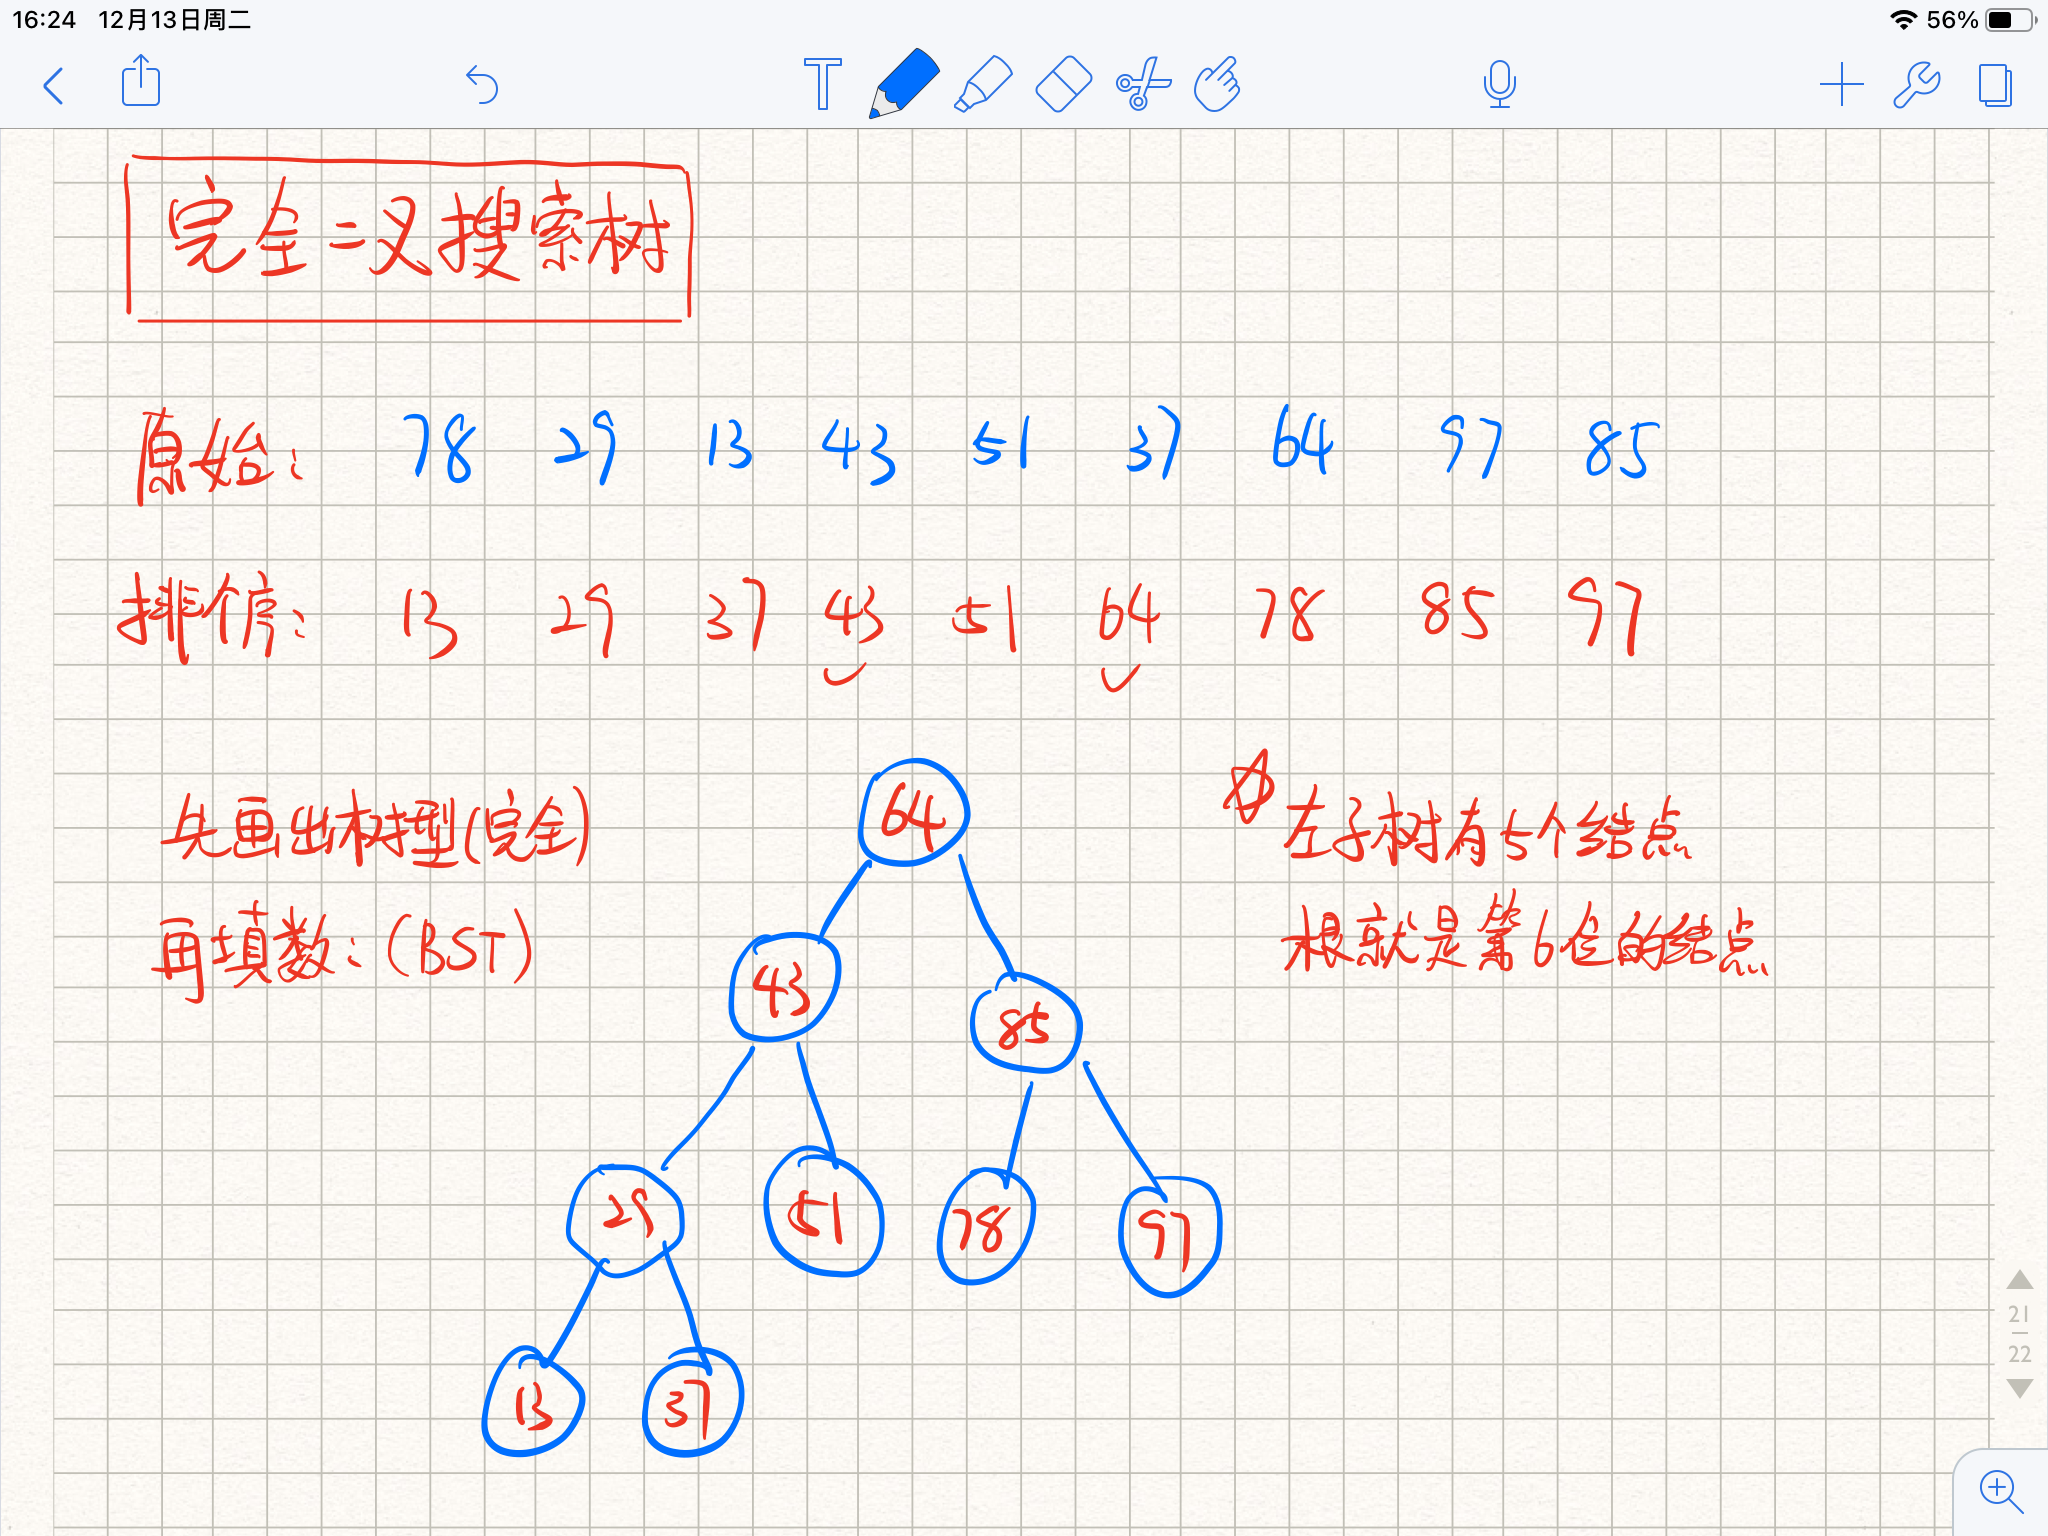 16:24 12月13日周二 56%
T
完全二叉搜索树
原始: 78 29 13 43 51 37 64 97 85
排序: 13 29 37 43 51 64 78 85 97
先画出树型(完全)
再填数:(BST)
左子树有5个结点
根就是第6位的结点
64
43
85
29 51 78 97
13 37
21
22